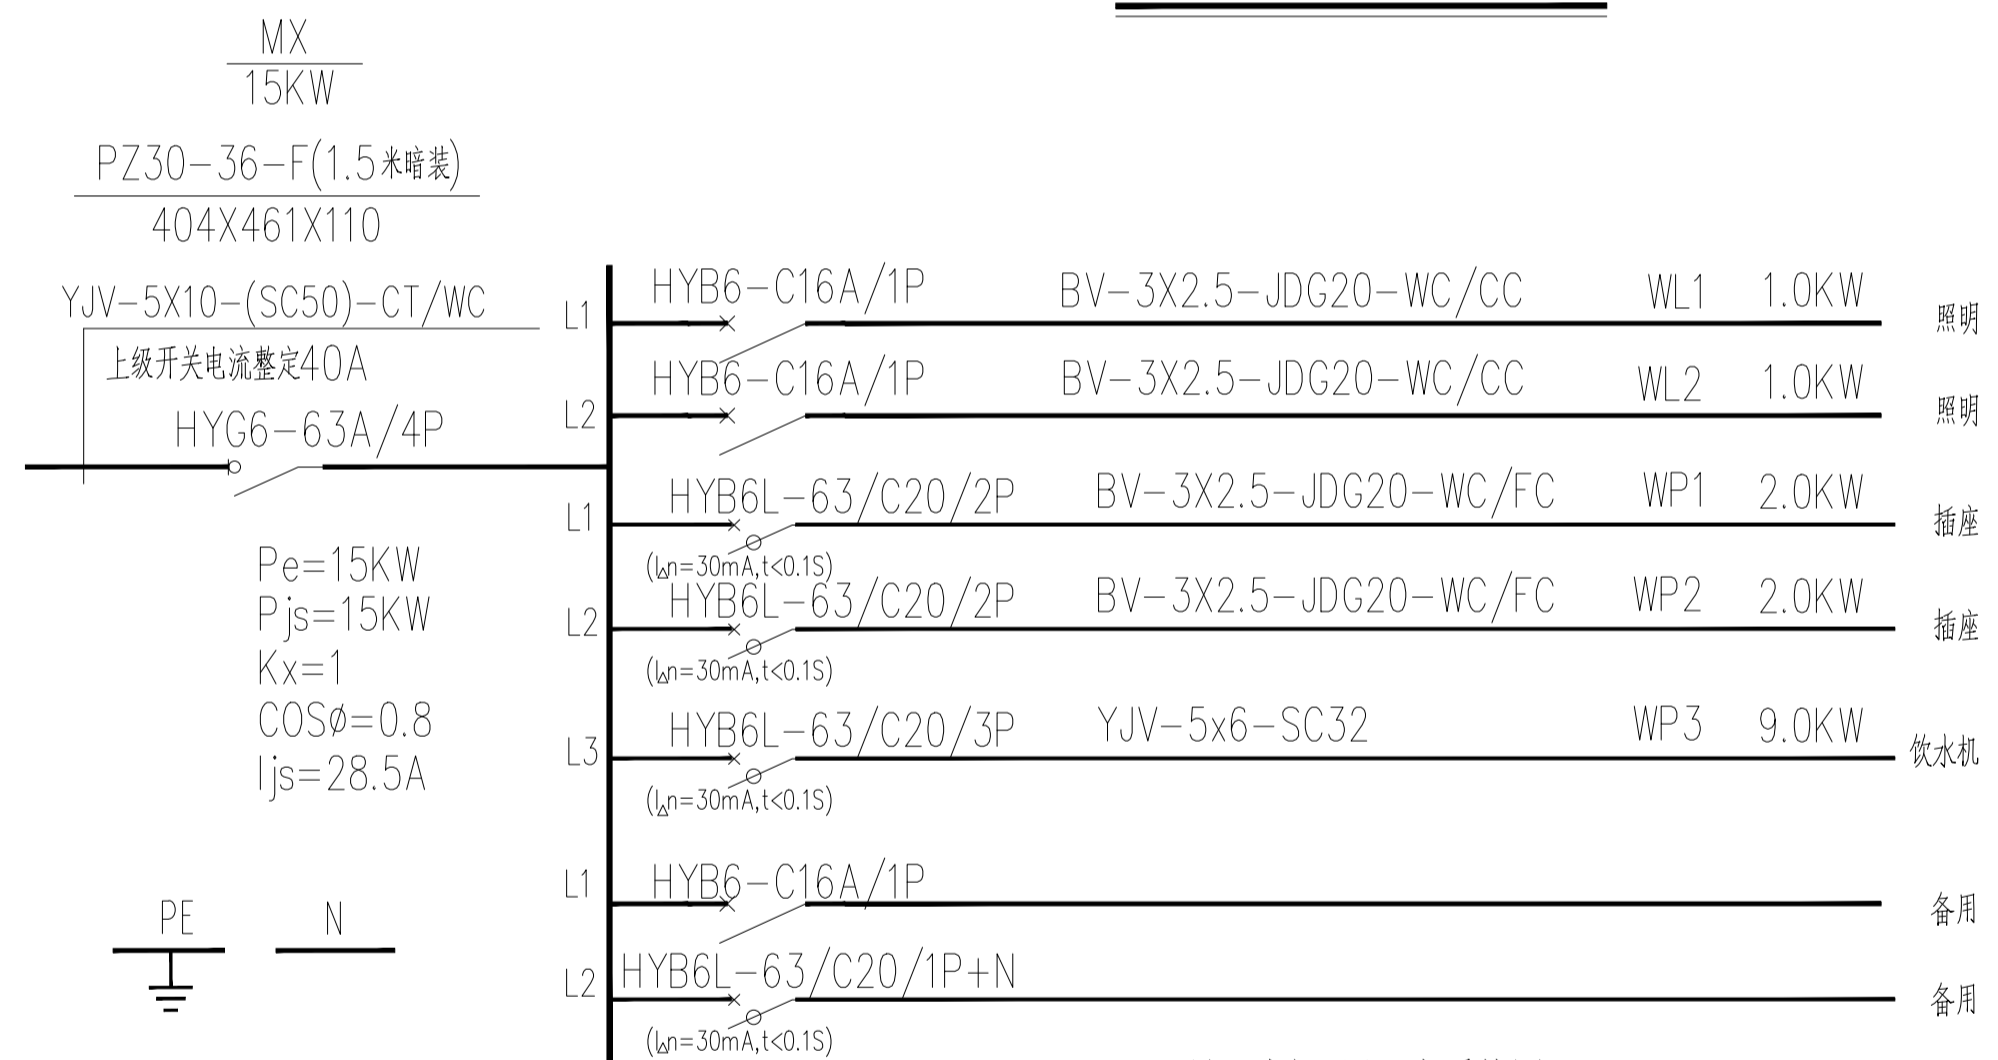 MX
15KW
PZ30-36-F(1.5米暗装)
404X461X110
YJV-5X10-(SC50)-CT/WC
上级开关电流整定40A
HYG6-63A/4P
Pe=15KW
Pjs=15KW
Kx=1
COSø=0.8
Ijs=28.5A
PE N
L1 HYB6-C16A/1P BV-3X2.5-JDG20-WC/CC WL1 1.0KW 照明
L2 HYB6-C16A/1P BV-3X2.5-JDG20-WC/CC WL2 1.0KW 照明
L1 HYB6L-63/C20/2P BV-3X2.5-JDG20-WC/FC WP1 2.0KW 插座
(I△n=30mA,t<0.1S)
L2 HYB6L-63/C20/2P BV-3X2.5-JDG20-WC/FC WP2 2.0KW 插座
(I△n=30mA,t<0.1S)
L3 HYB6L-63/C20/3P YJV-5x6-SC32 WP3 9.0KW 饮水机
(I△n=30mA,t<0.1S)
L1 HYB6-C16A/1P 备用
L2 HYB6L-63/C20/1P+N 备用
(I△n=30mA,t<0.1S)